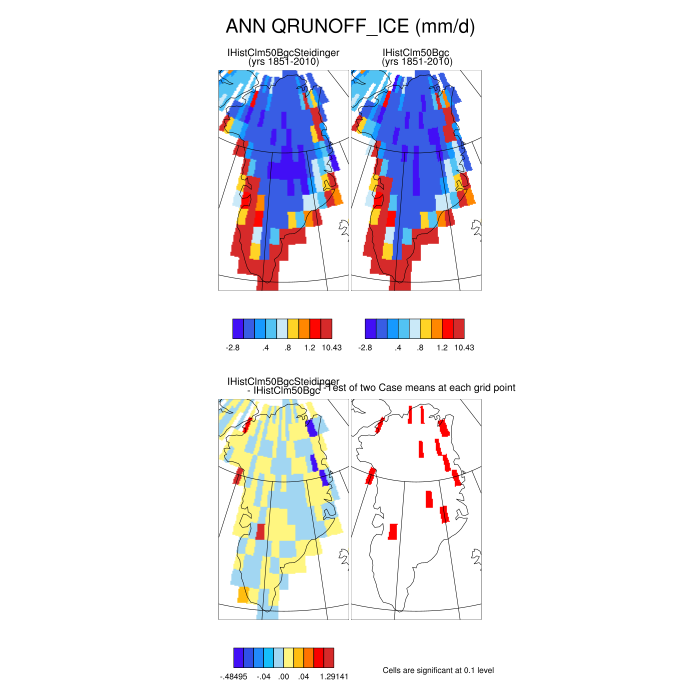 ANN QRUNOFF_ICE (mm/d)
IHistClm50BgcSteidinger
(yrs 1851-2010)
IHistClm50Bgc
(yrs 1851-2010)
-2.8 .4 .8 1.2 10.43
-2.8 .4 .8 1.2 10.43
IHistClm50BgcSteidinger
- IHistClm50Bgc
T-Test of two Case means at each grid point
-.48495 -.04 .00 .04 1.29141
Cells are significant at 0.1 level